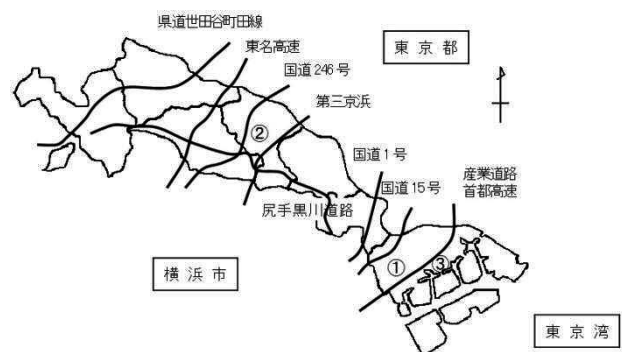 県道世田谷町田線
東京都
東名高速
国道246号
第三京浜
②
国道1号
産業道路
首都高速
国道15号
尻手黒川道路
①
③
横浜市
東京湾